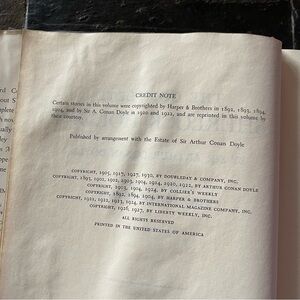 CREDIT NOTE
Certain stories in this volume were copyrighted by Harper & Brothers in 1892, 1893, 1894,
1904, and by Sir A. Conan Doyle in 1920 and 1922, and are reprinted in this volume by
their courtesy.
Published by arrangement with the Estate of Sir Arthur Conan Doyle
COPYRIGHT, 1905, 1917, 1927, 1930, BY DOUBLEDAY & COMPANY, INC.
COPYRIGHT, 1893, 1901, 1902, 1903, 1904, 1924, 1920, 1922, BY ARTHUR CONAN DOYLE
COPYRIGHT, 1903, 1904, 1924, BY COLLIER'S WEEKLY
COPYRIGHT, 1892, 1894, 1904, BY HARPER & BROTHERS
COPYRIGHT, 1921, 1922, 1923, 1924, BY INTERNATIONAL MAGAZINE COMPANY, INC.
COPYRIGHT, 1926, 1927, BY LIBERTY WEEKLY, INC.
ALL RIGHTS RESERVED
PRINTED IN THE UNITED STATES OF AMERICA